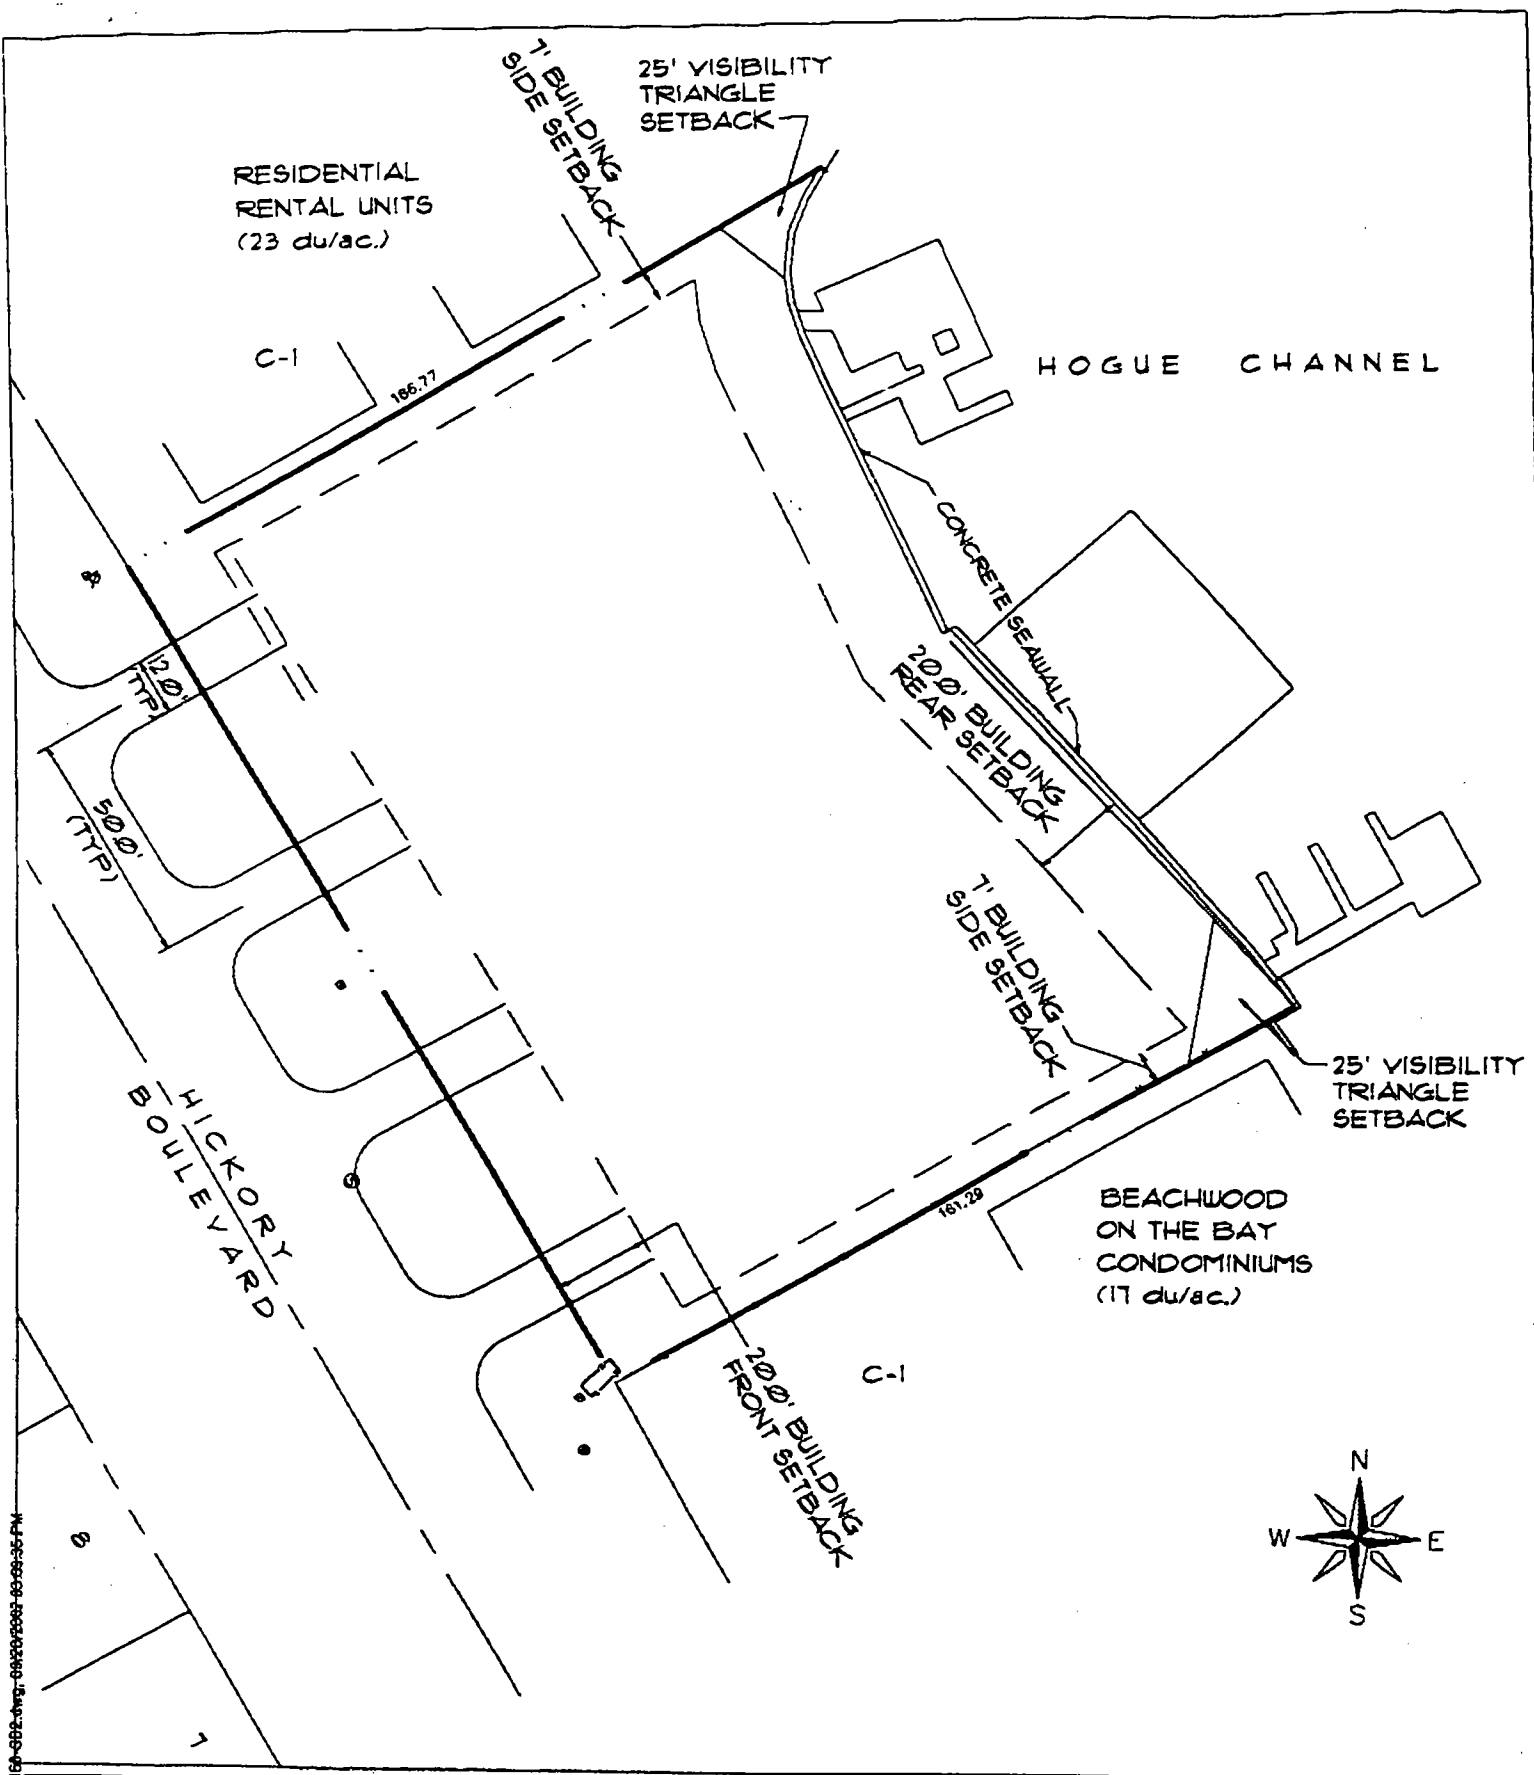 7' BUILDING
SIDE SETBACK
25' VISIBILITY
TRIANGLE
SETBACK
RESIDENTIAL
RENTAL UNITS
(23 du/ac.)
C-1
166.77
HOGUE CHANNEL
CONCRETE SEAWALL
12.0'
(TYP)
20.0' BUILDING
REAR SETBACK
50.0'
(TYP)
7' BUILDING
SIDE SETBACK
25' VISIBILITY
TRIANGLE
SETBACK
HICKORY
BOULEVARD
161.29
BEACHWOOD
ON THE BAY
CONDOMINIUMS
(17 du/ac.)
20.0' BUILDING
FRONT SETBACK
C-1
N
W E
S
8
7